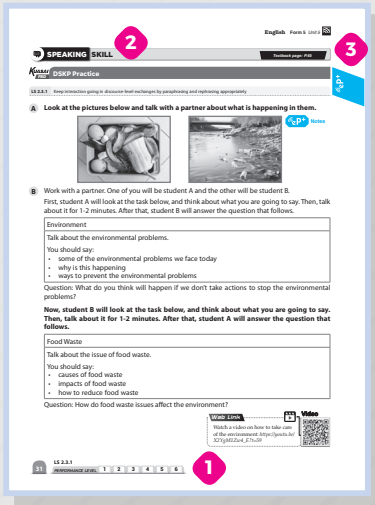 English Form 5 Unit 6
SPEAKING SKILL
2
Textbook page: P/65
3
Kuasai
DSKP Practice
ePi+
LS 2.3.1 Keep interaction going in discourse-level exchanges by paraphrasing and rephrasing appropriately
A Look at the pictures below and talk with a partner about what is happening in them.
Notes
B Work with a partner. One of you will be student A and the other will be student B.
First, student A will look at the task below, and think about what you are going to say. Then, talk
about it for 1-2 minutes. After that, student B will answer the question that follows.
Environment
Talk about the environmental problems.
You should say:
• some of the environmental problems we face today
• why is this happening
• ways to prevent the environmental problems
Question: What do you think will happen if we don't take actions to stop the environmental
problems?
Now, student B will look at the task below, and think about what you are going to say.
Then, talk about it for 1-2 minutes. After that, student A will answer the question that
follows.
Food Waste
Talk about the issue of food waste.
You should say:
• causes of food waste
• impacts of food waste
• how to reduce food waste
Question: How do food waste issues affect the environment?
Web Link
Video
Watch a video on how to take care
of the environment: https://youtu.be/
31
LS 2.3.1
PERFORMANCE LEVEL 1 2 3 4 5 6
1